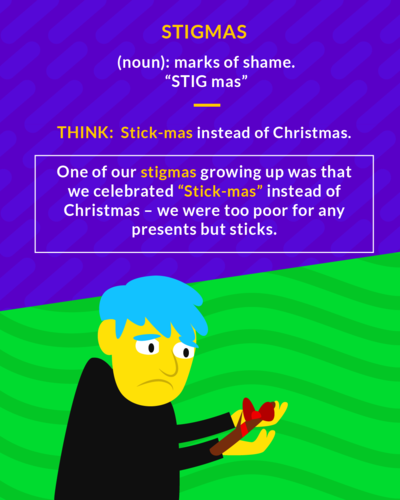 STIGMAS
(noun): marks of shame.
“STIG mas”
THINK: Stick-mas instead of Christmas.
One of our stigmas growing up was that
we celebrated “Stick-mas” instead of
Christmas – we were too poor for any
presents but sticks.